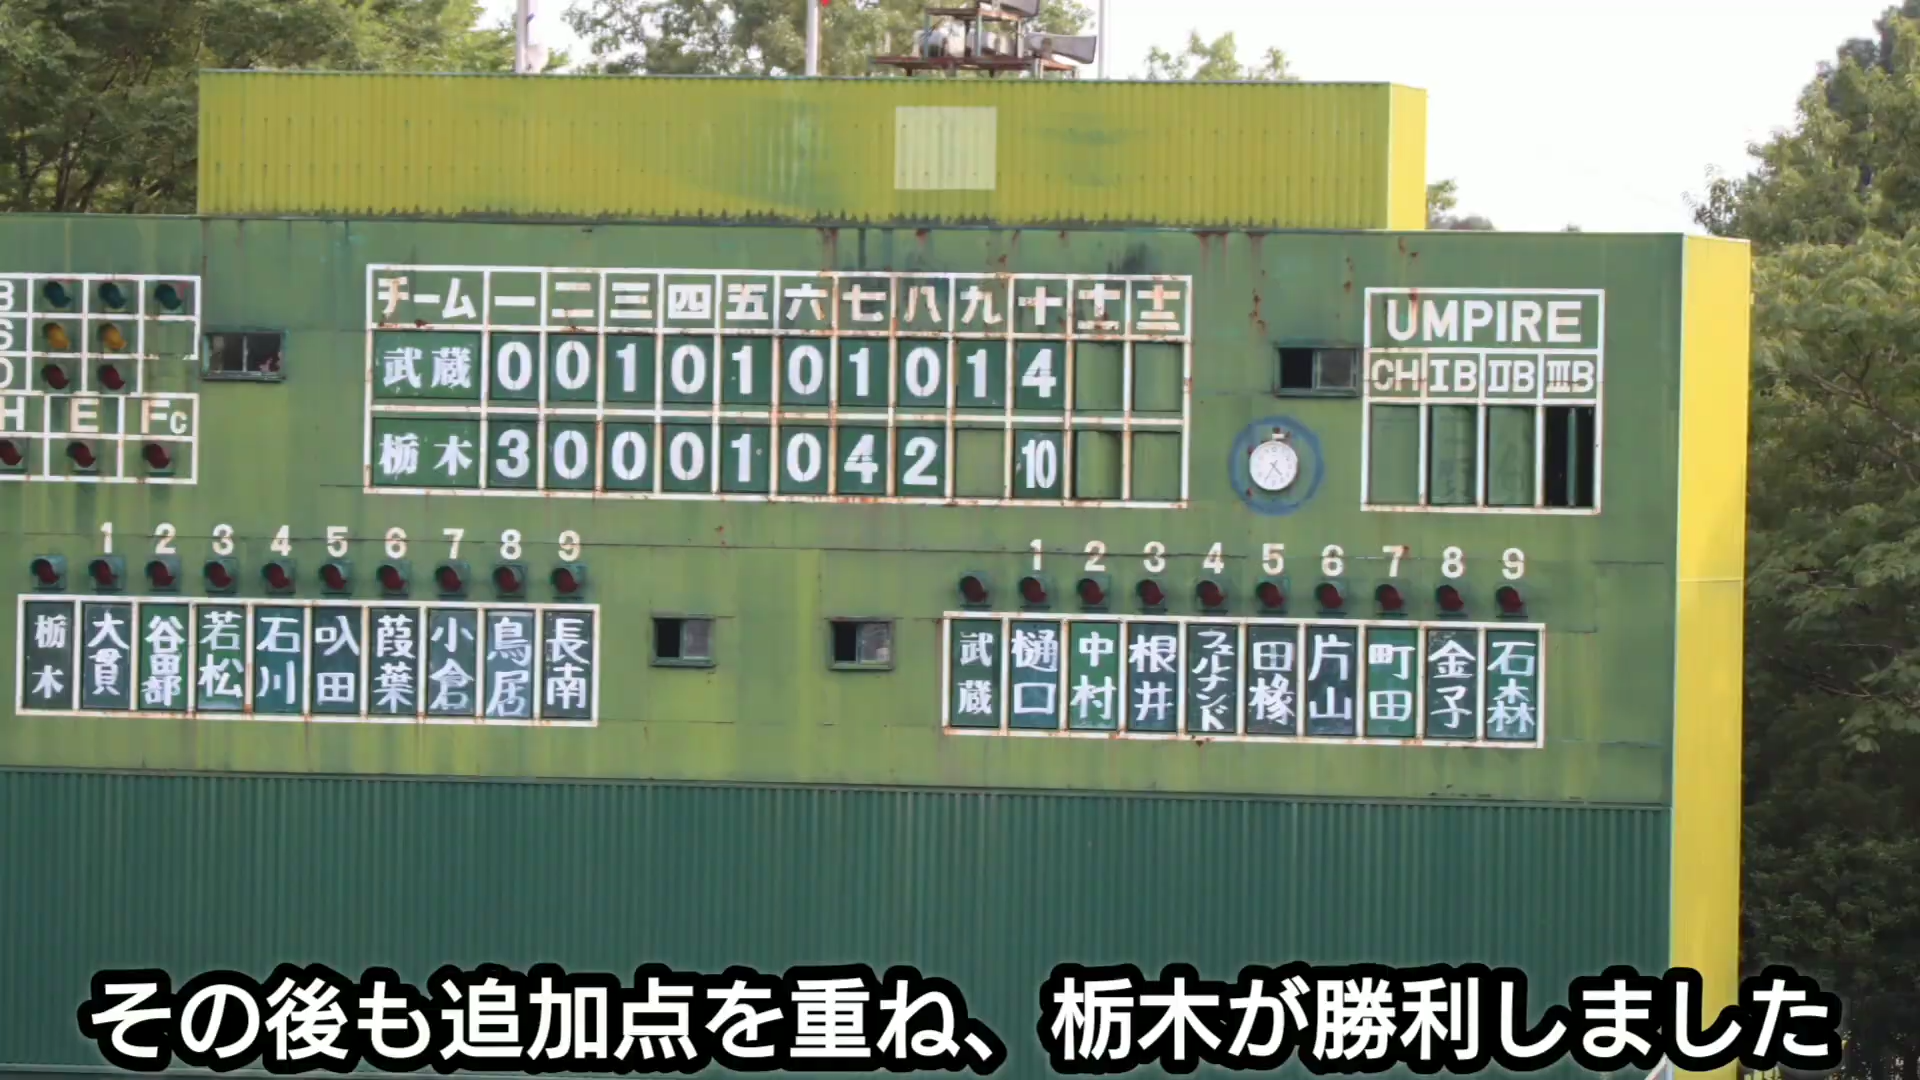 チーム 一 二 三 四 五 六 七 八 九 十 十一 十二
武蔵 0 0 1 0 1 0 1 0 1 4
栃木 3 0 0 0 1 0 4 2 10
UMPIRE
CH IB IIB IIIB
B
S
O
H E Fc
1 2 3 4 5 6 7 8 9
栃木 大貫 谷田部 若松 石川 叺田 葭葉 小倉 鳥居 長南
1 2 3 4 5 6 7 8 9
武蔵 樋口 中村 根井 フェルナンド 田椽 片山 町田 金子 石森
その後も追加点を重ね、栃木が勝利しました